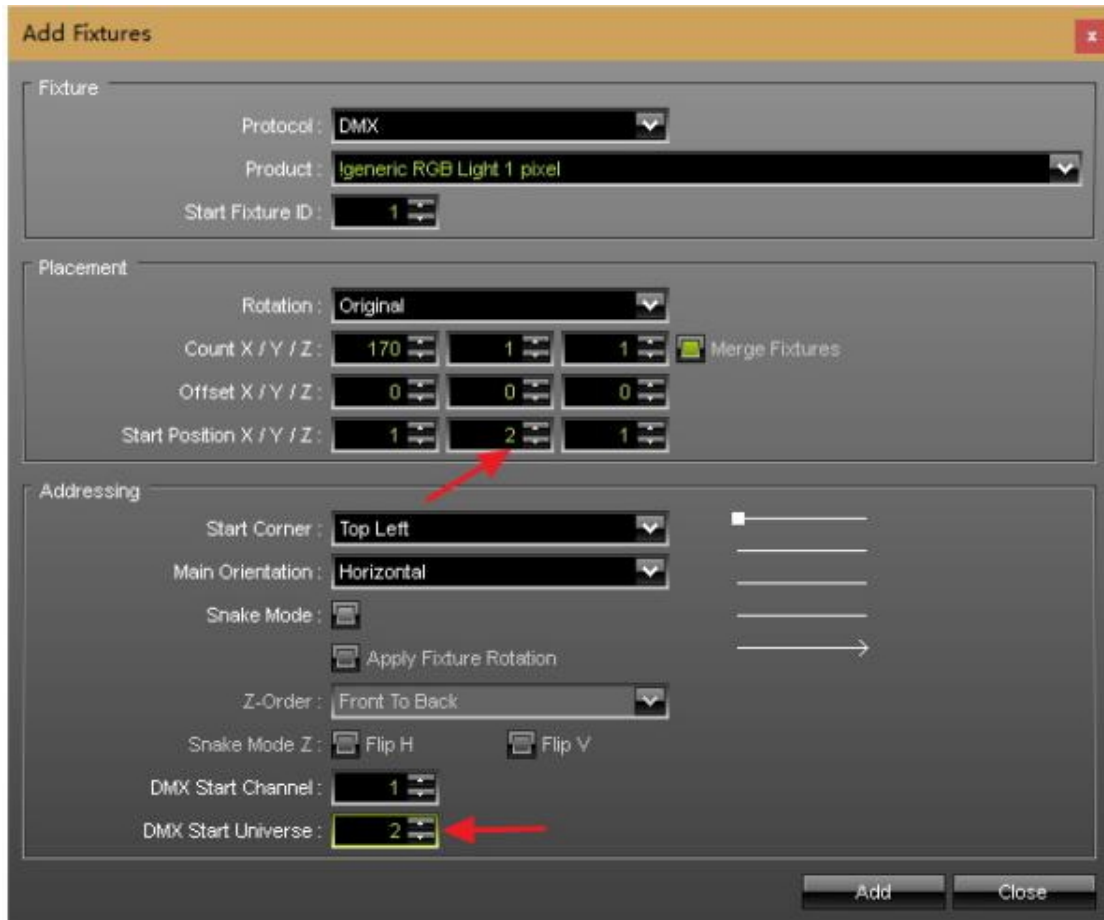 Add Fixtures
x
Fixture
Protocol : DMX
Product : !generic RGB Light 1 pixel
Start Fixture ID : 1
Placement
Rotation : Original
Count X / Y / Z : 170 1 1 Merge Fixtures
Offset X / Y / Z : 0 0 0
Start Position X / Y / Z : 1 2 1
Addressing
Start Corner : Top Left
Main Orientation : Horizontal
Snake Mode :
Apply Fixture Rotation
Z-Order : Front To Back
Snake Mode Z : Flip H Flip V
DMX Start Channel : 1
DMX Start Universe : 2
Add Close